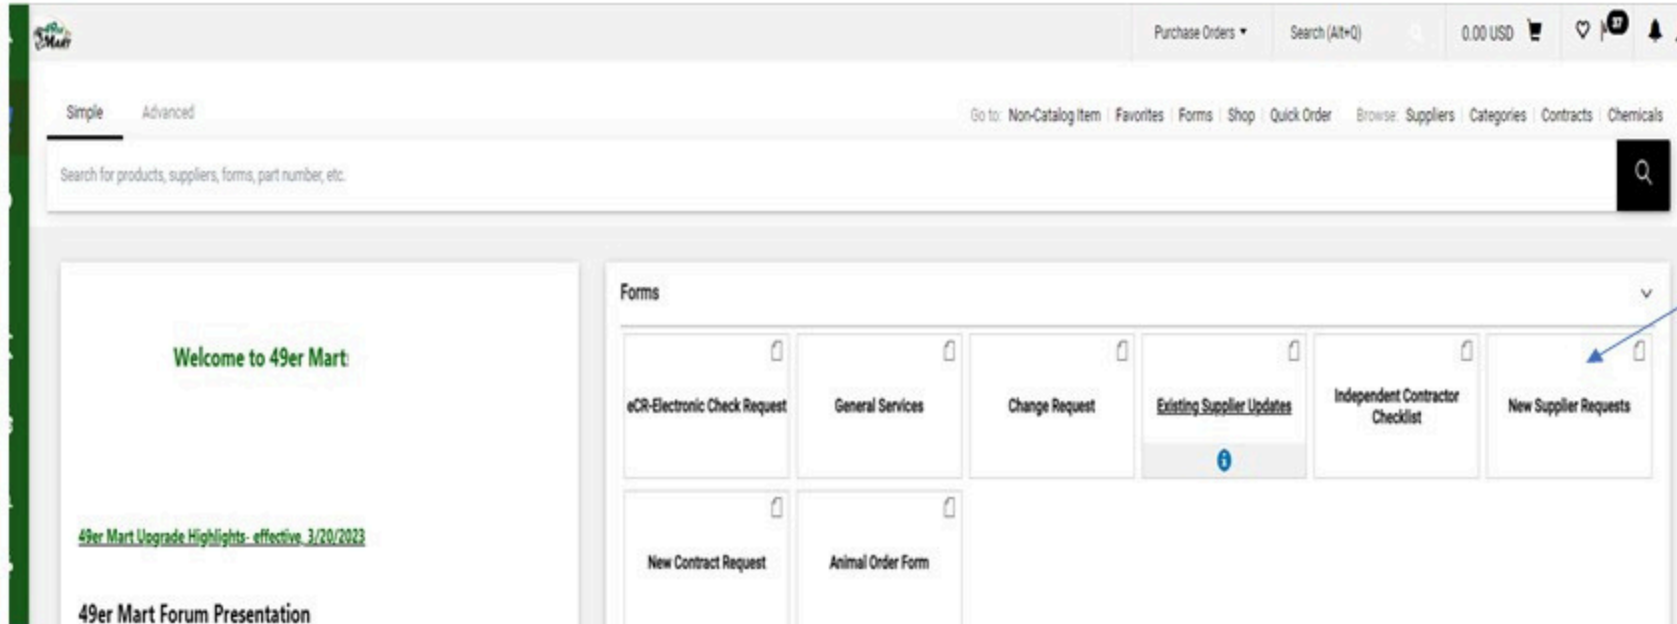 49er Mart
Purchase Orders
Search (Alt+Q)
0.00 USD
37
Simple
Advanced
Go to: Non-Catalog Item | Favorites | Forms | Shop | Quick Order
Browse: Suppliers | Categories | Contracts | Chemicals
Search for products, suppliers, forms, part number, etc.
Welcome to 49er Mart!
49er Mart Upgrade Highlights- effective, 3/20/2023
49er Mart Forum Presentation
Forms
eCR-Electronic Check Request
General Services
Change Request
Existing Supplier Updates
Independent Contractor
Checklist
New Supplier Requests
New Contract Request
Animal Order Form